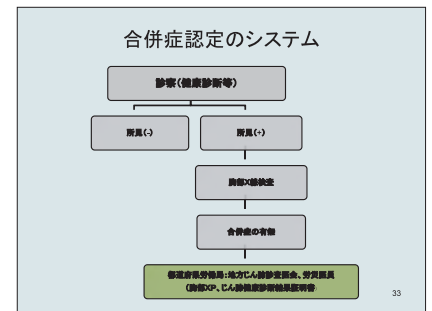 合併症認定のシステム
診察(健康診断等)
所見(-)
所見(+)
胸部X線検査
合併症の有無
都道府県労働局:地方じん肺診査医会、労災医員
(胸部XP、じん肺健康診断結果証明書
33